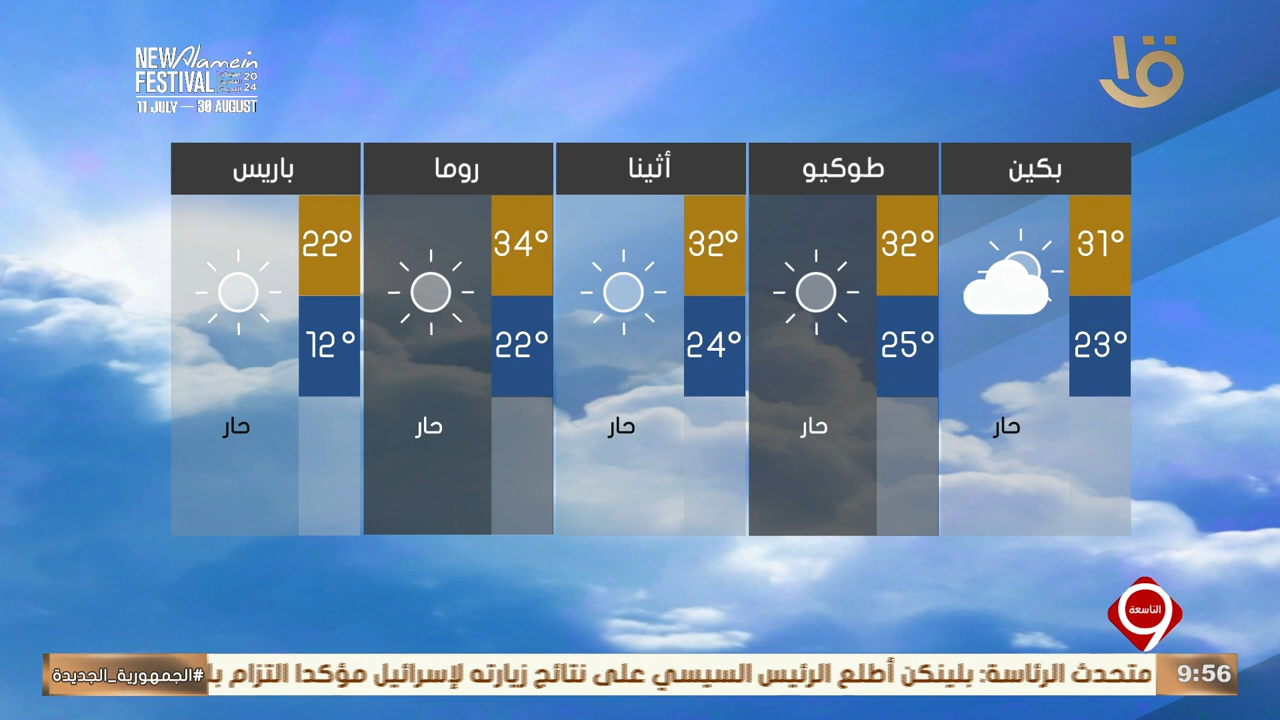 NEW Alamein
FESTIVAL 2024
11 JULY — 30 AUGUST
بكين
31°
23°
حار
طوكيو
32°
25°
حار
أثينا
32°
24°
حار
روما
34°
22°
حار
باريس
22°
12°
حار
التاسعة
9
9:56
متحدث الرئاسة: بلينكن أطلع الرئيس السيسي على نتائج زيارته لإسرائيل مؤكدا التزام
#الجمهورية_الجديدة